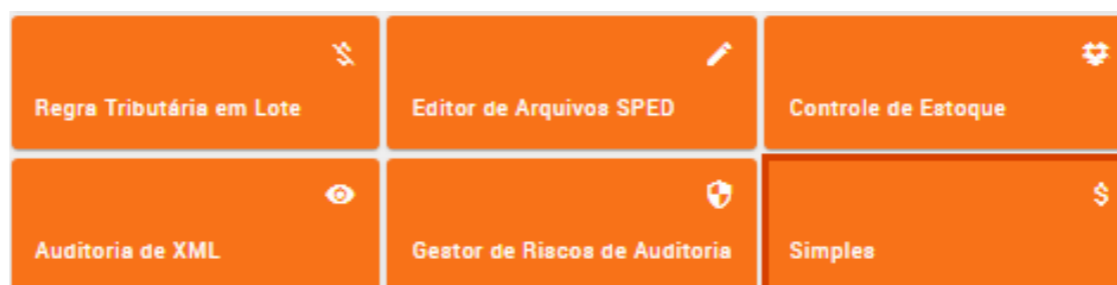 Regra Tributária em Lote
Editor de Arquivos SPED
Controle de Estoque
Auditoria de XML
Gestor de Riscos de Auditoria
Simples